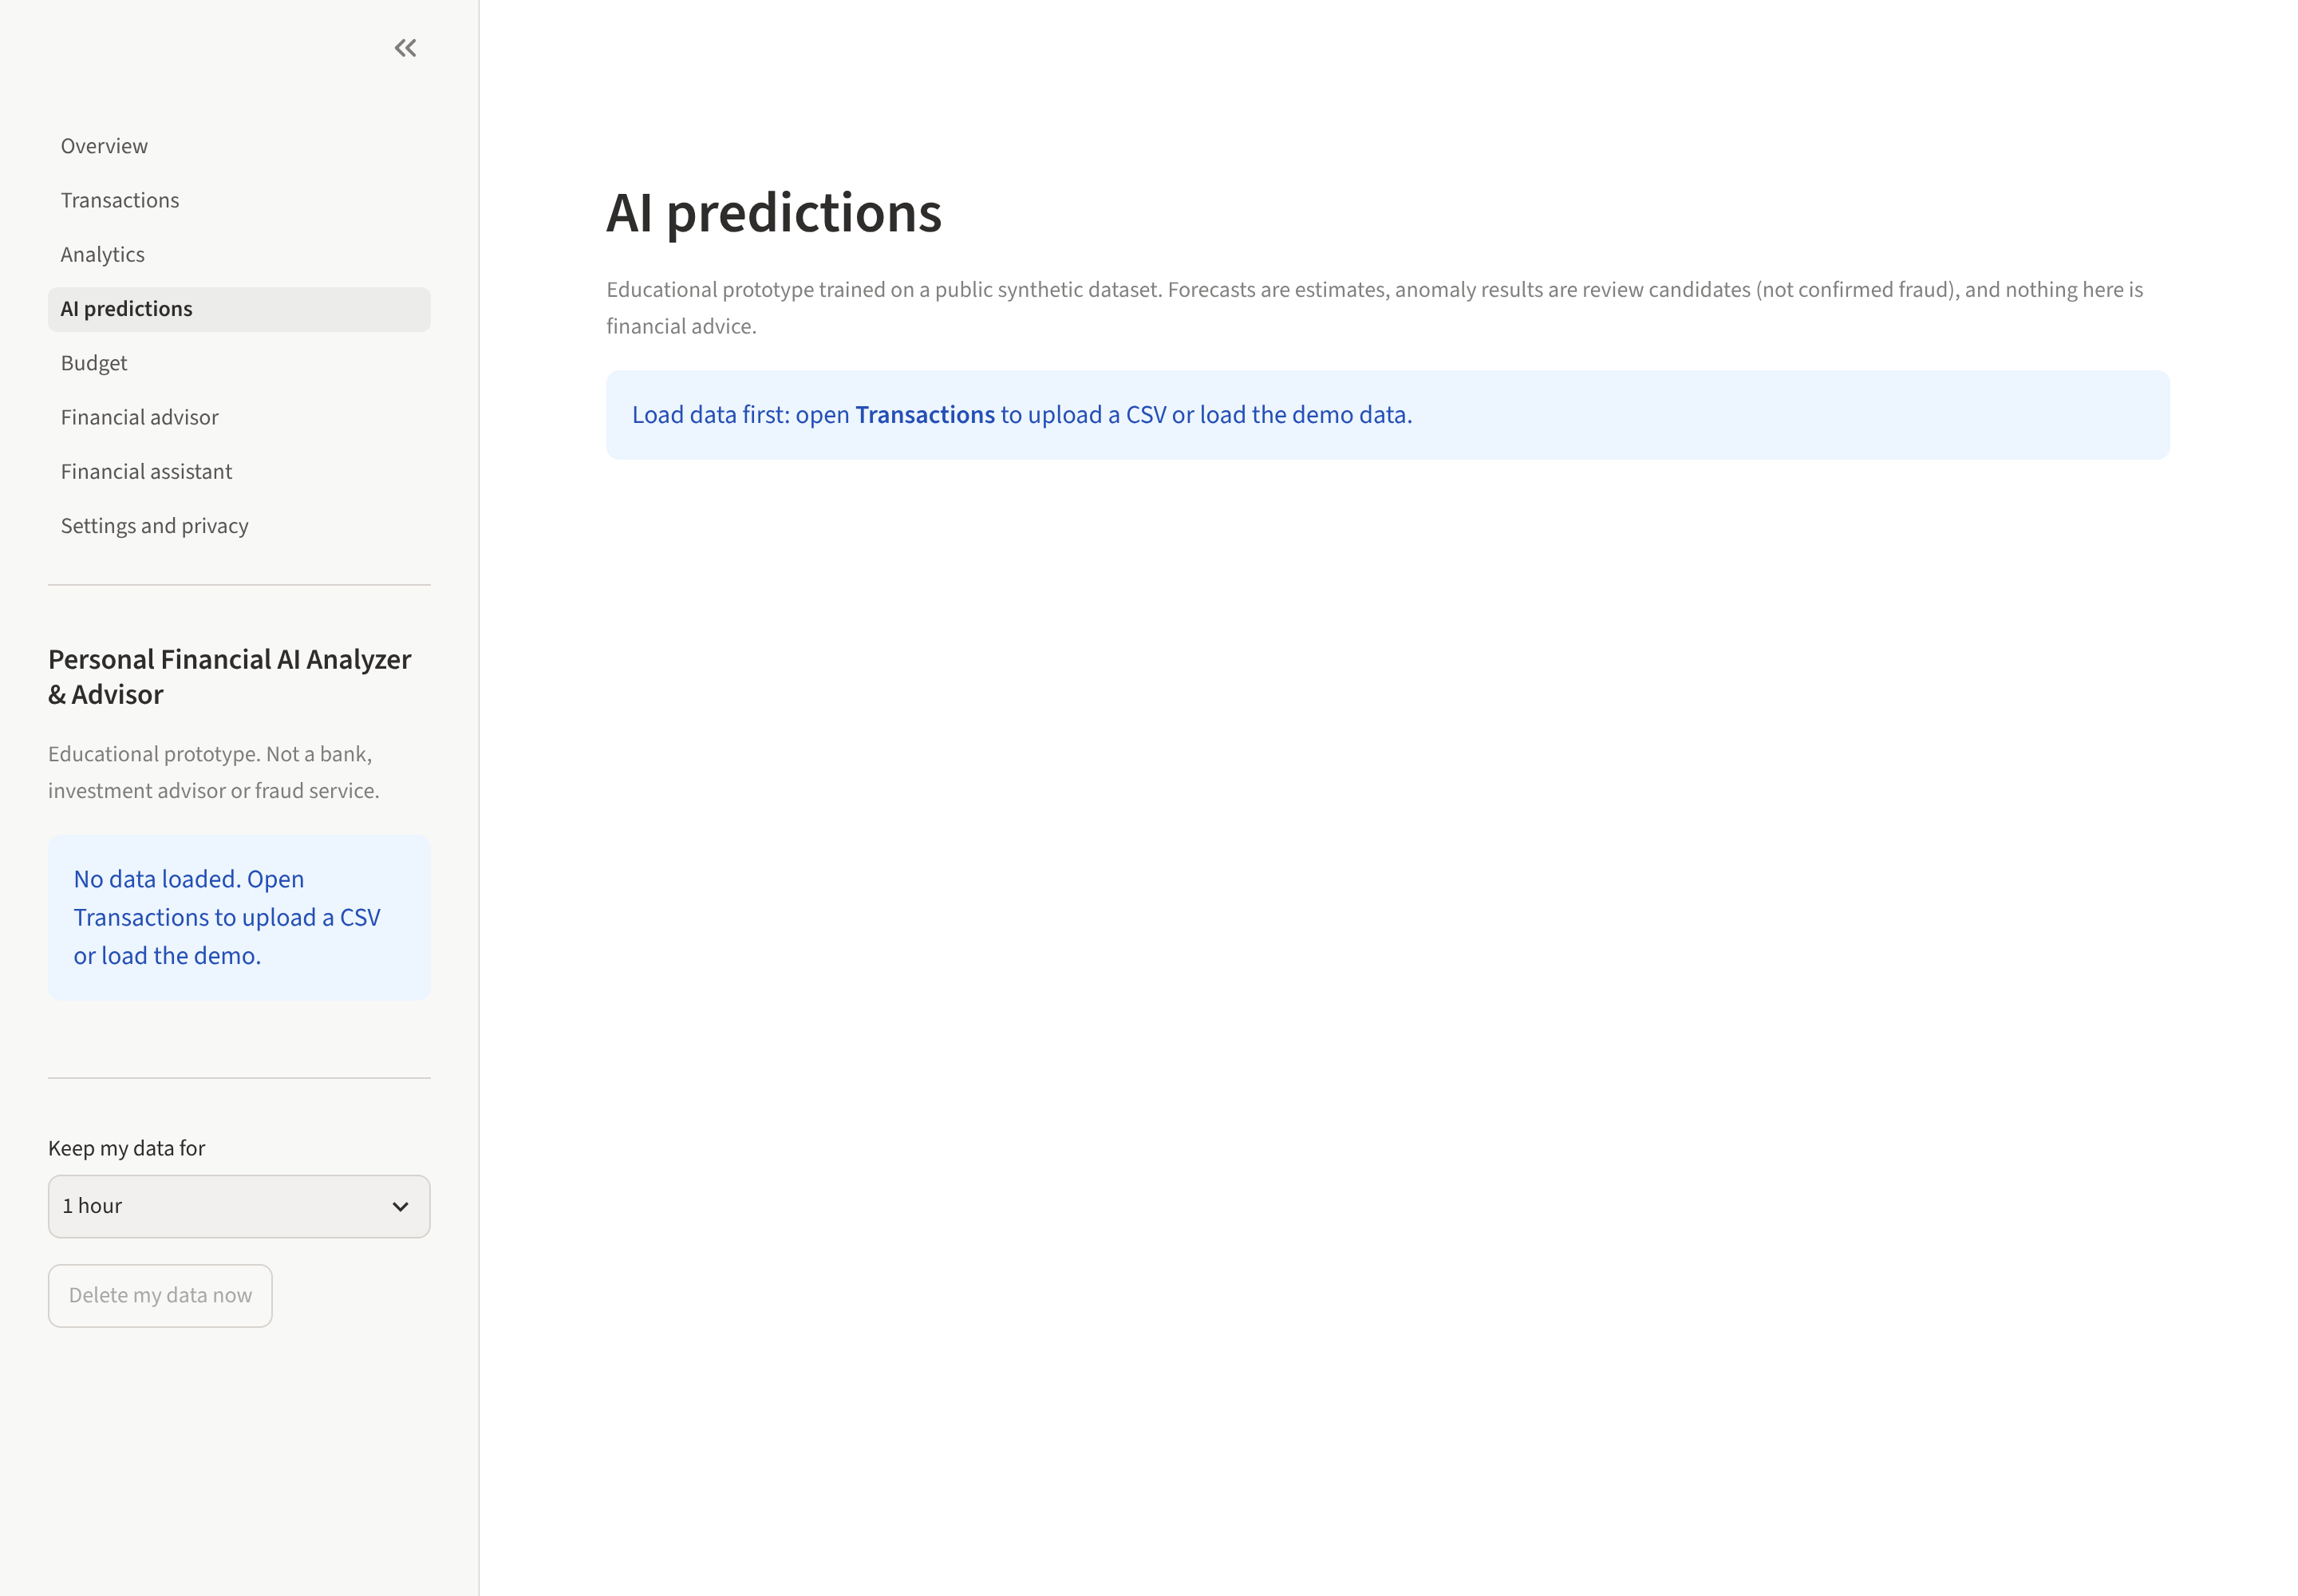 Overview
Transactions
Analytics
AI predictions
Budget
Financial advisor
Financial assistant
Settings and privacy
Personal Financial AI Analyzer
& Advisor
Educational prototype. Not a bank,
investment advisor or fraud service.
No data loaded. Open
Transactions to upload a CSV
or load the demo.
Keep my data for
1 hour
Delete my data now
AI predictions
Educational prototype trained on a public synthetic dataset. Forecasts are estimates, anomaly results are review candidates (not confirmed fraud), and nothing here is
financial advice.
Load data first: open Transactions to upload a CSV or load the demo data.